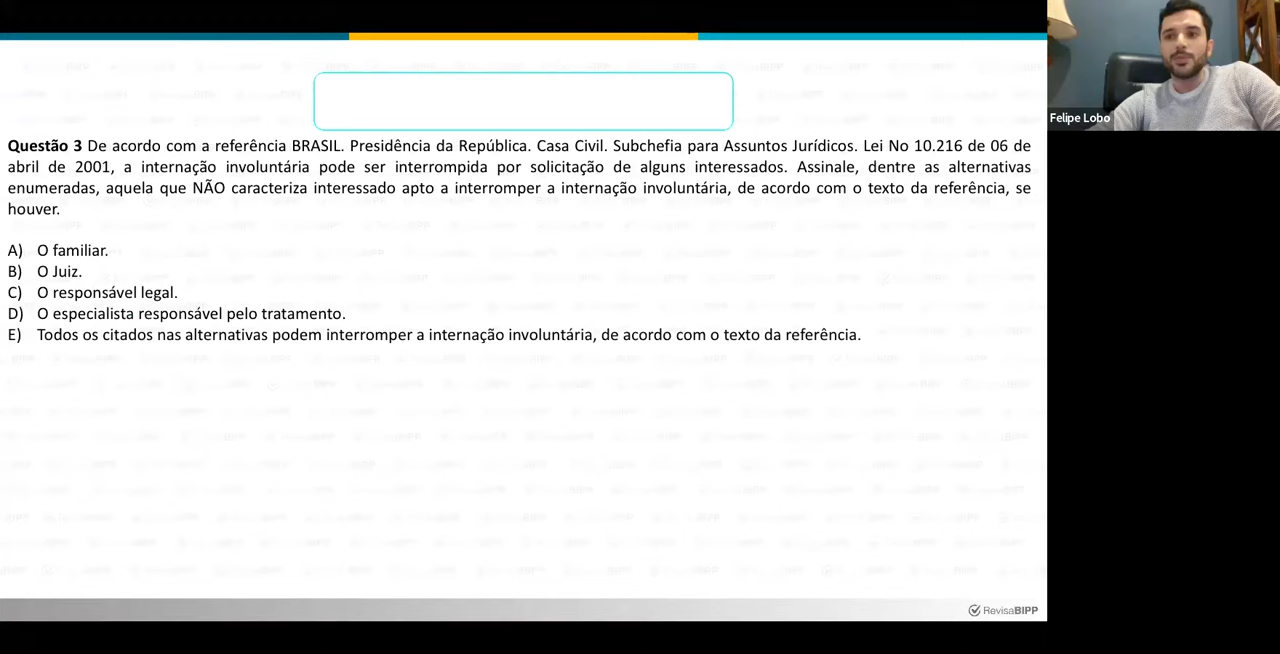 Felipe Lobo
Questão 3 De acordo com a referência BRASIL. Presidência da República. Casa Civil. Subchefia para Assuntos Jurídicos. Lei No 10.216 de 06 de
abril de 2001, a internação involuntária pode ser interrompida por solicitação de alguns interessados. Assinale, dentre as alternativas
enumeradas, aquela que NÃO caracteriza interessado apto a interromper a internação involuntária, de acordo com o texto da referência, se
houver.
A) O familiar.
B) O Juiz.
C) O responsável legal.
D) O especialista responsável pelo tratamento.
E) Todos os citados nas alternativas podem interromper a internação involuntária, de acordo com o texto da referência.
RevisaBIPP